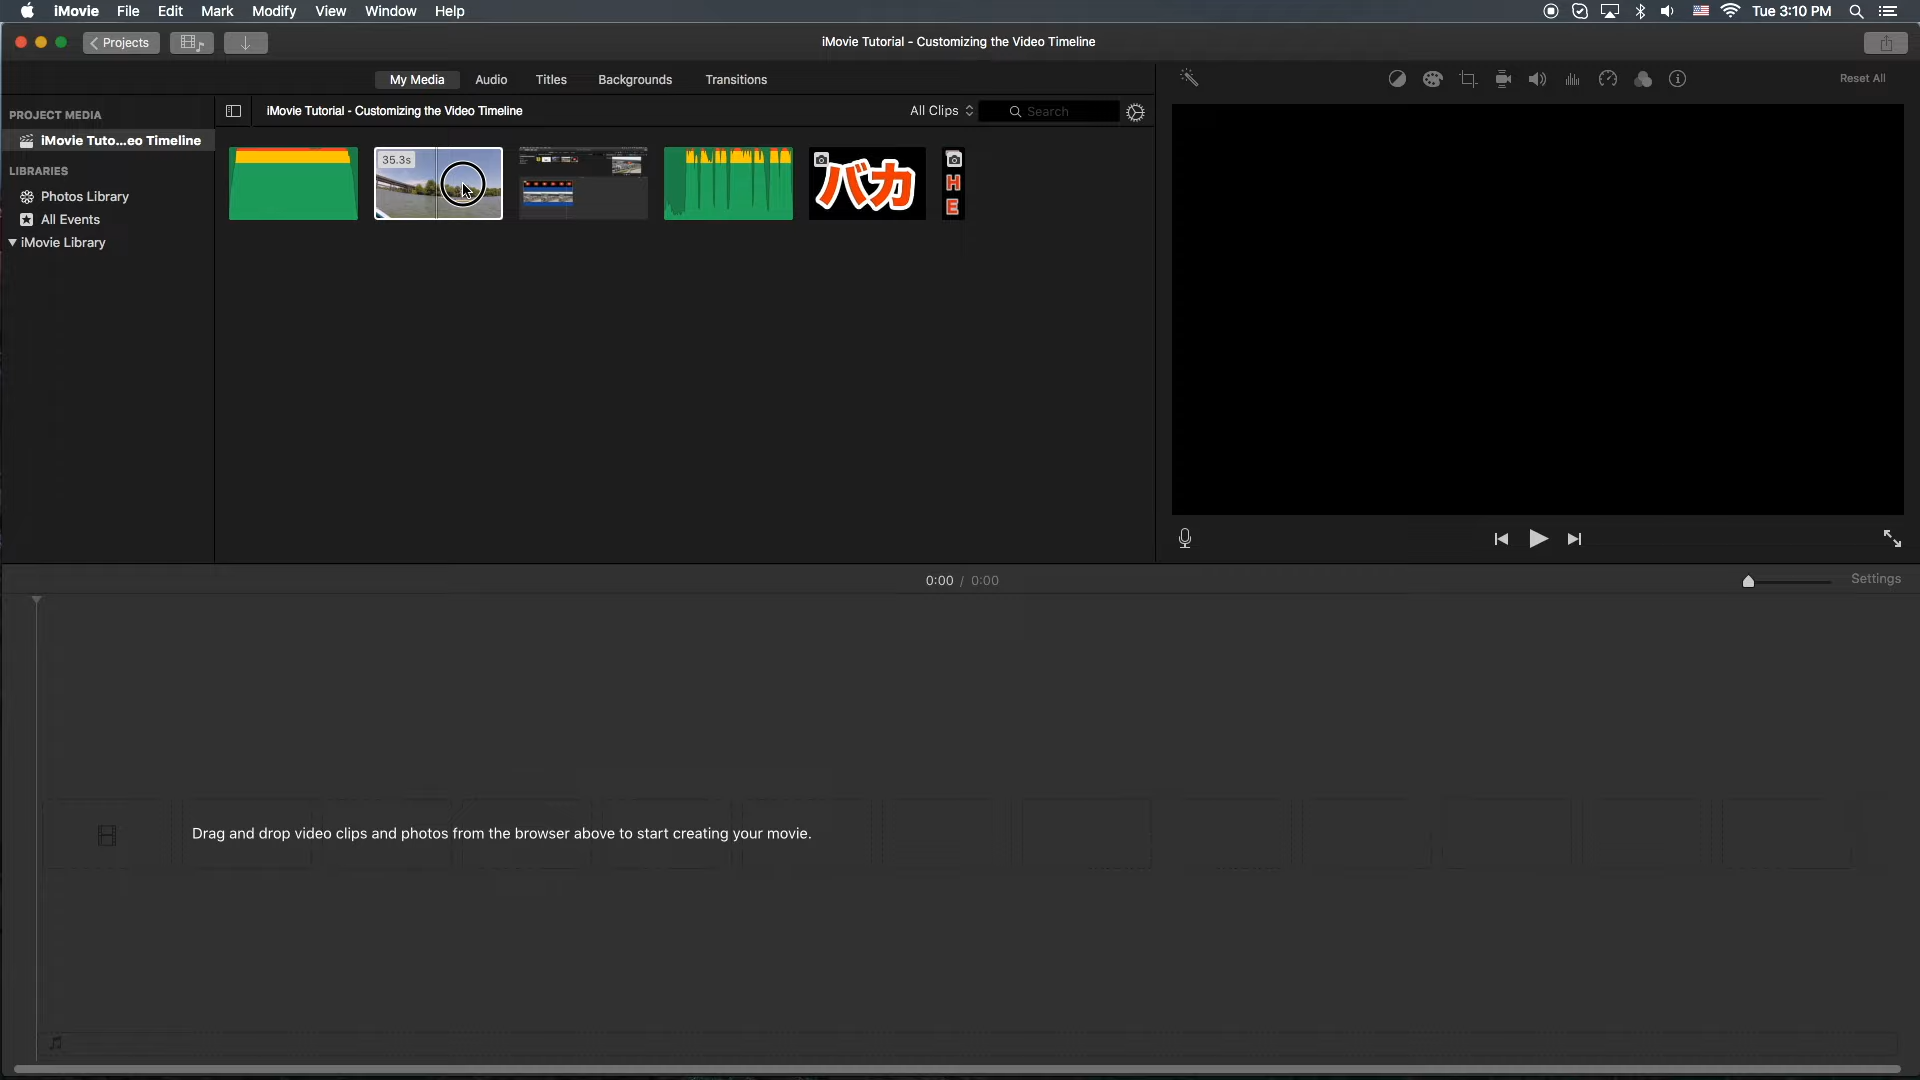 iMovie File Edit Mark Modify View Window Help Tue 3:10 PM
Projects iMovie Tutorial - Customizing the Video Timeline
My Media Audio Titles Backgrounds Transitions Reset All
PROJECT MEDIA iMovie Tutorial - Customizing the Video Timeline All Clips Search
iMovie Tuto...eo Timeline
LIBRARIES
Photos Library
All Events
iMovie Library
35.3s
バカ
H
E
0:00 / 0:00 Settings
Drag and drop video clips and photos from the browser above to start creating your movie.